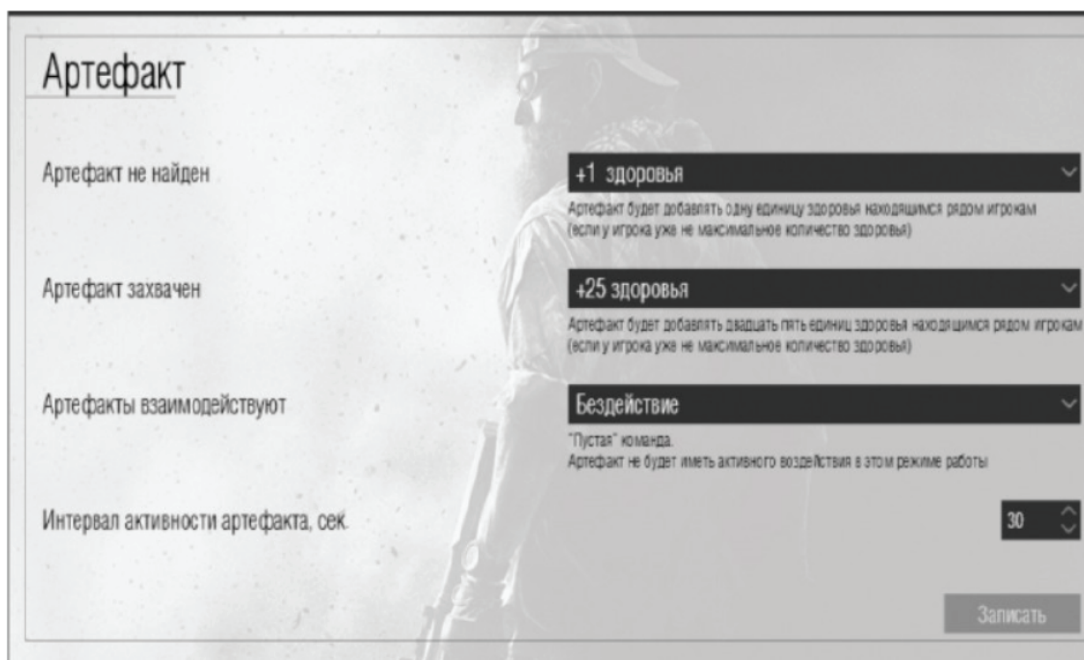 Артефакт
Артефакт не найден
+1 здоровья
Артефакт будет добавлять одну единицу здоровья находящимся рядом игрокам
(если у игрока уже не максимальное количество здоровья)
Артефакт захвачен
+25 здоровья
Артефакт будет добавлять двадцать пять единиц здоровья находящимся рядом игрокам
(если у игрока уже не максимальное количество здоровья)
Артефакты взаимодействуют
Бездействие
"Пустая" команда.
Артефакт не будет иметь активного воздействия в этом режиме работы
Интервал активности артефакта, сек.
30
Записать